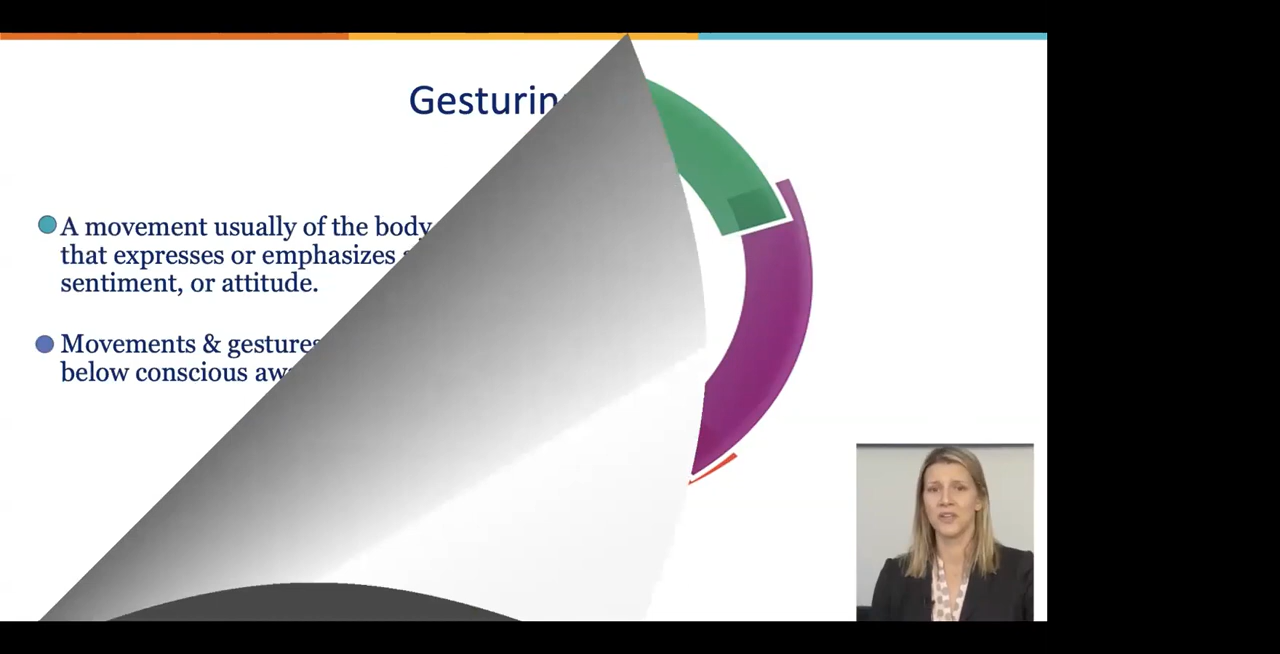 Gesturin
A movement usually of the body
that expresses or emphasizes
sentiment, or attitude.
Movements & gestures
below conscious aw